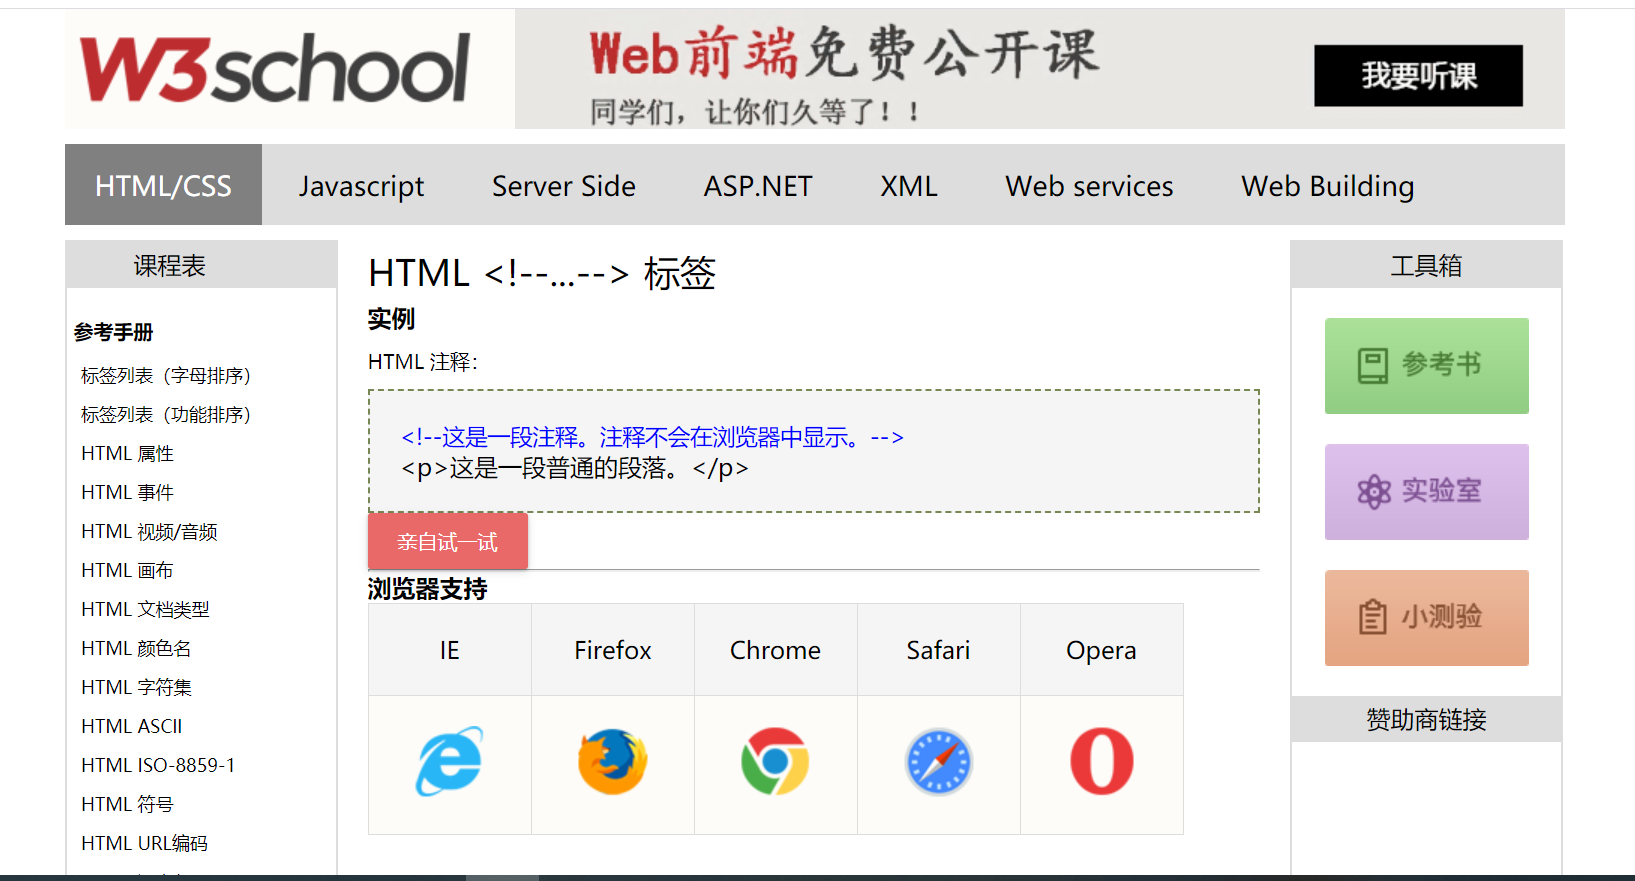 W3school
Web前端免费公开课
同学们，让你们久等了！！
我要听课
HTML/CSS Javascript Server Side ASP.NET XML Web services Web Building
课程表
参考手册
标签列表（字母排序）
标签列表（功能排序）
HTML 属性
HTML 事件
HTML 视频/音频
HTML 画布
HTML 文档类型
HTML 颜色名
HTML 字符集
HTML ASCII
HTML ISO-8859-1
HTML 符号
HTML URL编码
HTML <!--...--> 标签
实例
HTML 注释：
<!--这是一段注释。注释不会在浏览器中显示。-->
<p>这是一段普通的段落。</p>
亲自试一试
浏览器支持
IE Firefox Chrome Safari Opera
工具箱
参考书
实验室
小测验
赞助商链接